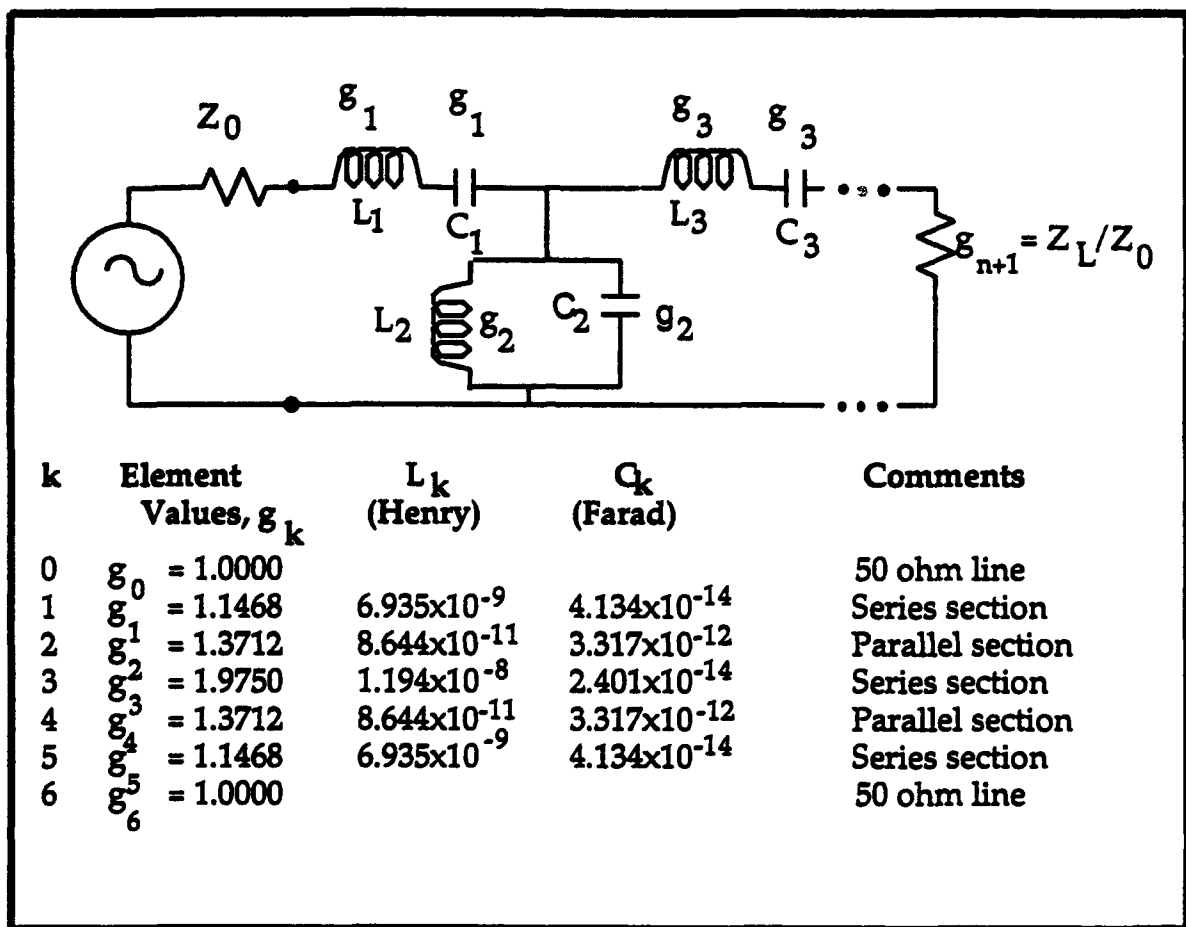 Z0 g1 g1 g3 g3
L1 C1 L3 C3 gn+1 = ZL/Z0
L2 g2 C2 g2
k Element Values, gk Lk (Henry) Ck (Farad) Comments
0 g0 = 1.0000 50 ohm line
1 g1 = 1.1468 6.935x10-9 4.134x10-14 Series section
2 g2 = 1.3712 8.644x10-11 3.317x10-12 Parallel section
3 g3 = 1.9750 1.194x10-8 2.401x10-14 Series section
4 g4 = 1.3712 8.644x10-11 3.317x10-12 Parallel section
5 g5 = 1.1468 6.935x10-9 4.134x10-14 Series section
6 g6 = 1.0000 50 ohm line